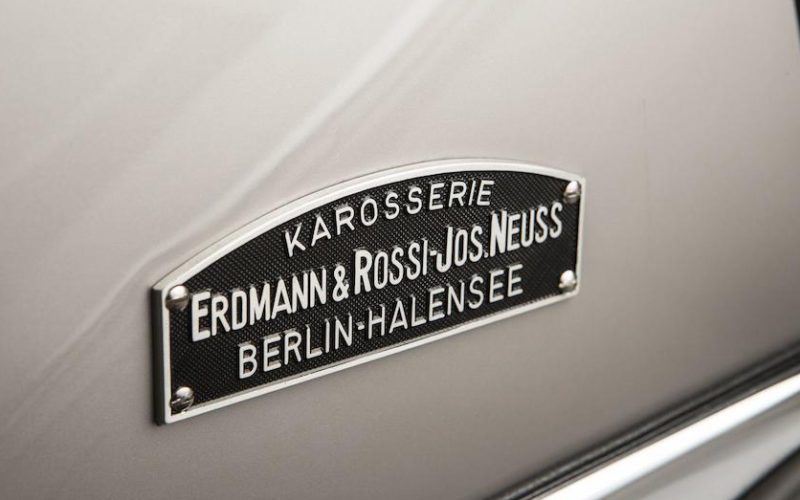 KAROSSERIE
ERDMANN & ROSSI-JOS. NEUSS
BERLIN-HALENSEE